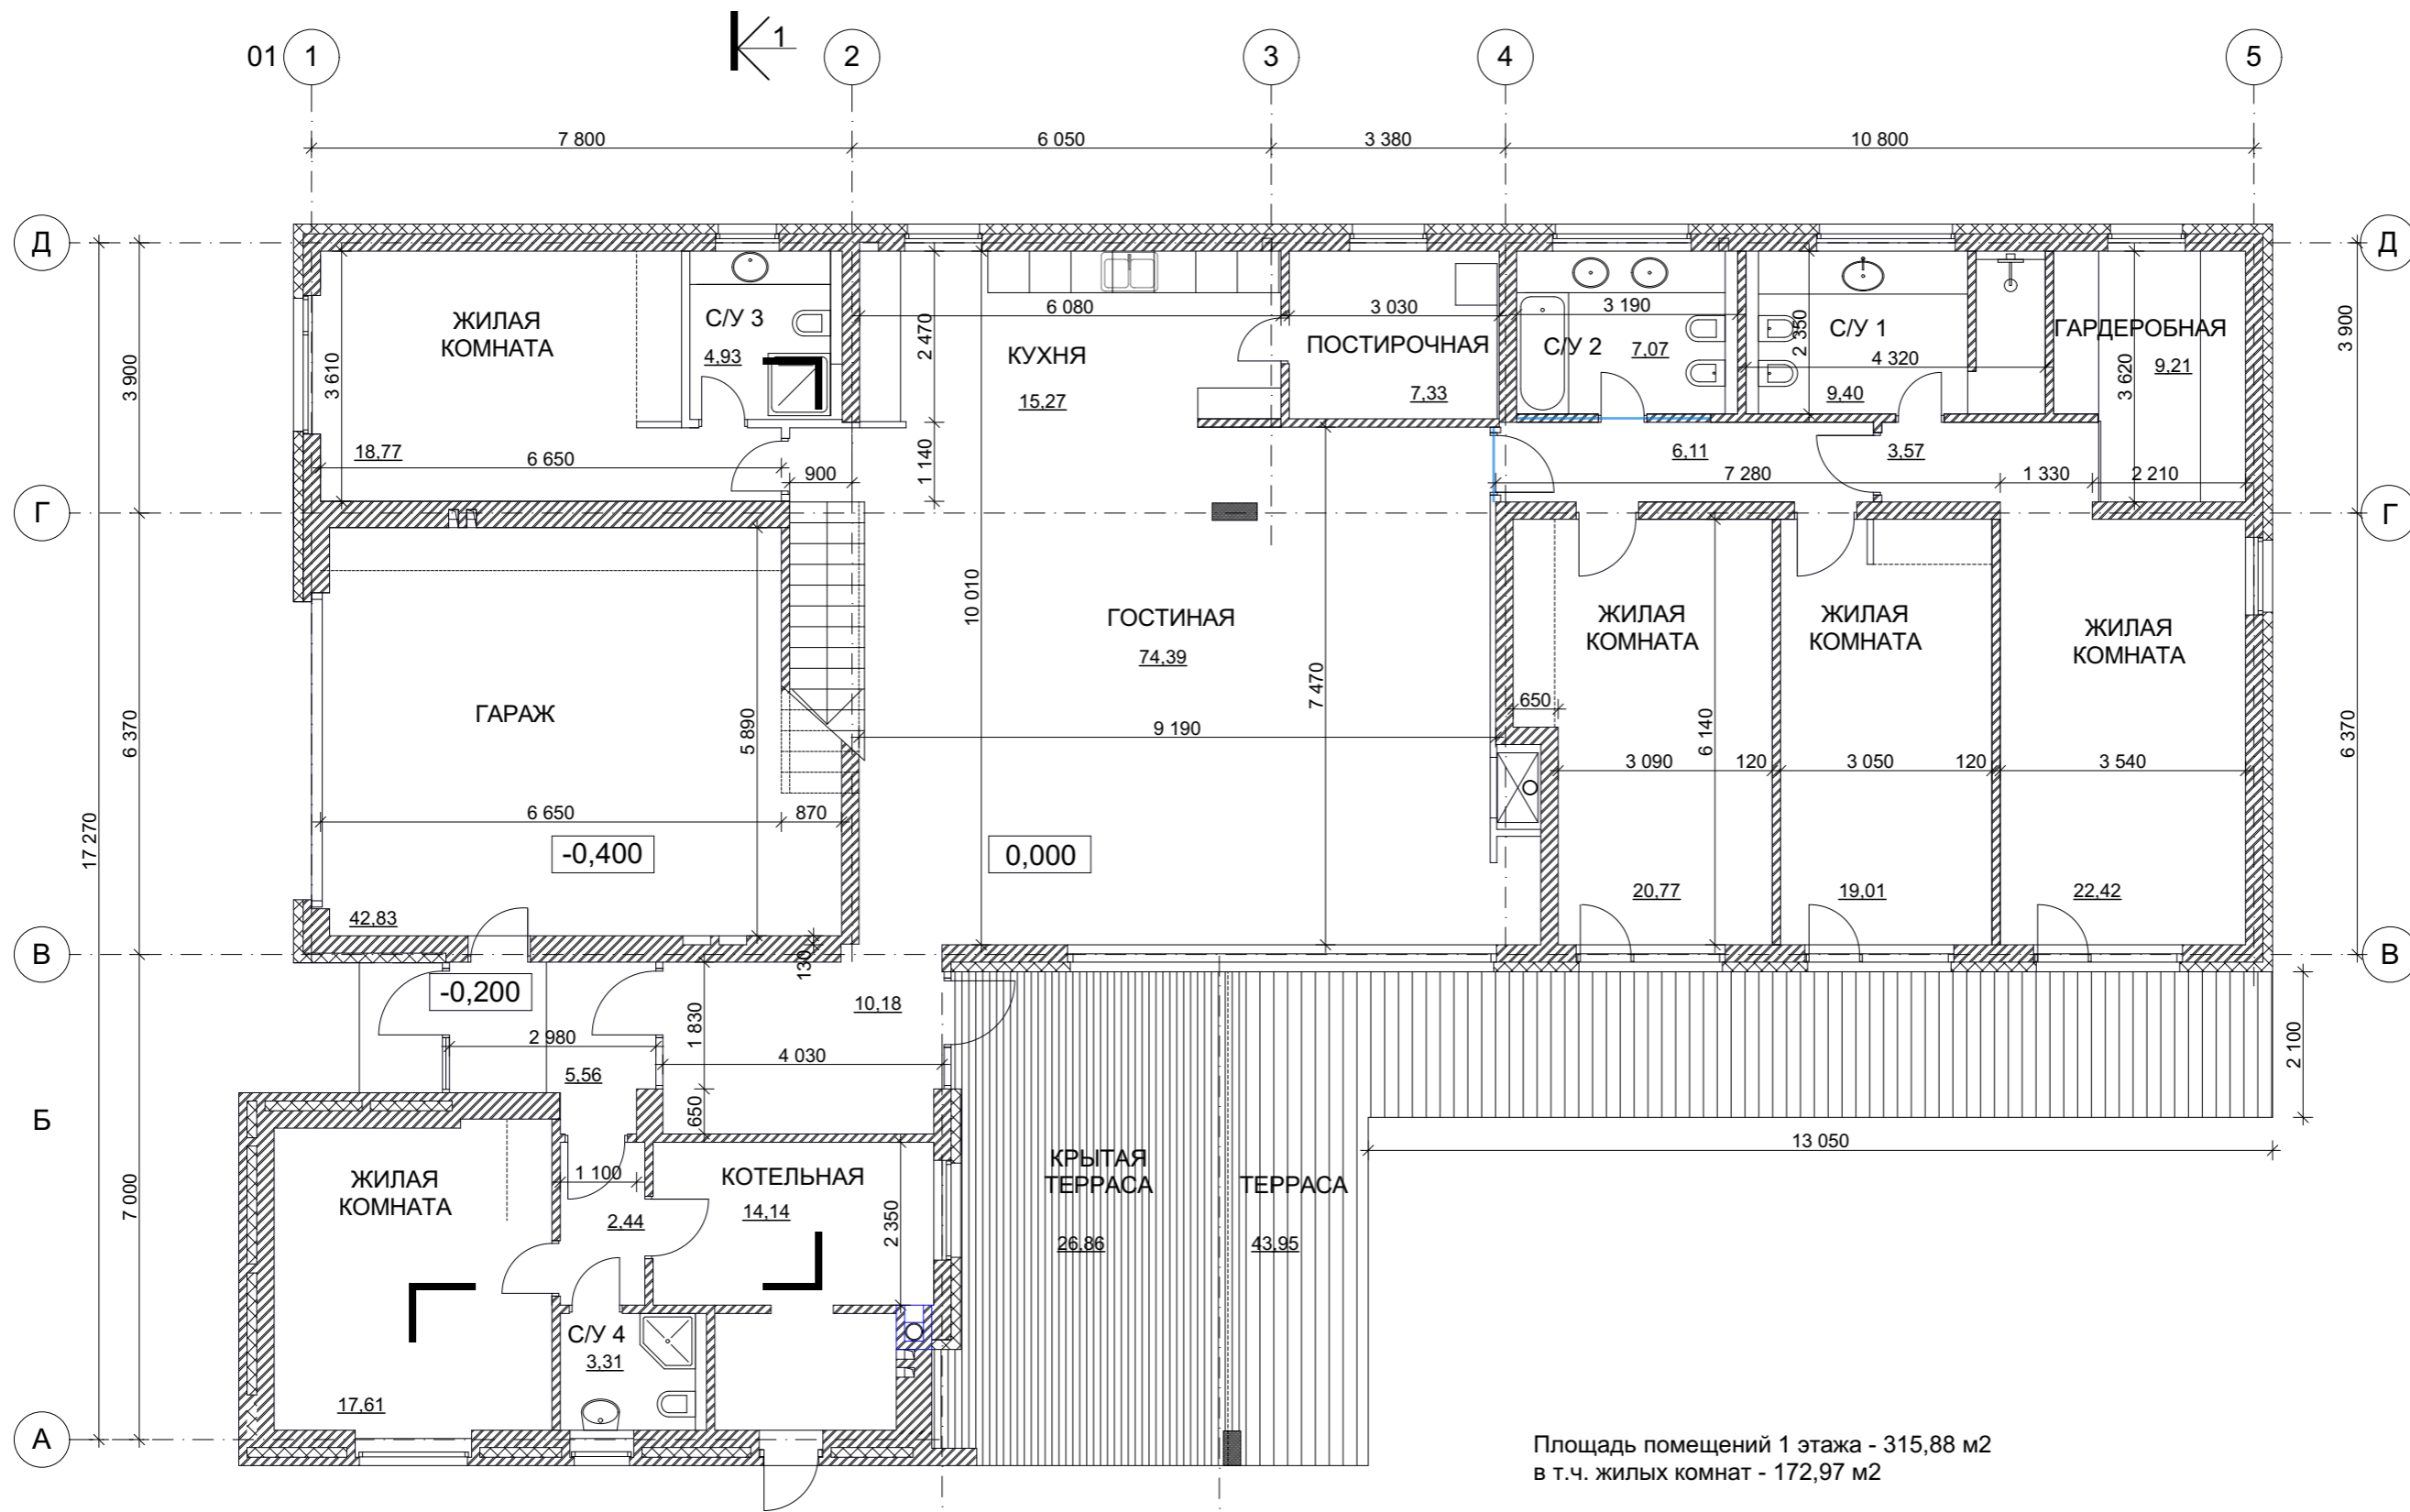 01 1 2 3 4 5
1
7 800 6 050 3 380 10 800
Д Д
3 900 3 610 2 470 3 900
ЖИЛАЯ
КОМНАТА
18,77
6 650
С/У 3
4,93
900
1 140
6 080
КУХНЯ
15,27
3 030
ПОСТИРОЧНАЯ
7,33
3 190
С/У 2
7,07
2 350
С/У 1
4 320
9,40
ГАРДЕРОБНАЯ
3 620
9,21
6,11
3,57
7 280 1 330 2 210
Г Г
6 370
17 270
ГАРАЖ
5 890
6 650 870
-0,400
42,83
10 010
ГОСТИНАЯ
74,39
7 470
9 190
0,000
ЖИЛАЯ
КОМНАТА
650
3 090
6 140
120
20,77
ЖИЛАЯ
КОМНАТА
3 050
120
19,01
ЖИЛАЯ
КОМНАТА
3 540
22,42
6 370
В В
-0,200
130
10,18
1 830
2 980
4 030
5,56
650
2 100
13 050
Б
7 000
ЖИЛАЯ
КОМНАТА
17,61
1 100
2,44
КОТЕЛЬНАЯ
14,14
2 350
С/У 4
3,31
КРЫТАЯ
ТЕРРАСА
26,86
ТЕРРАСА
43,95
А
Площадь помещений 1 этажа - 315,88 м2
в т.ч. жилых комнат - 172,97 м2